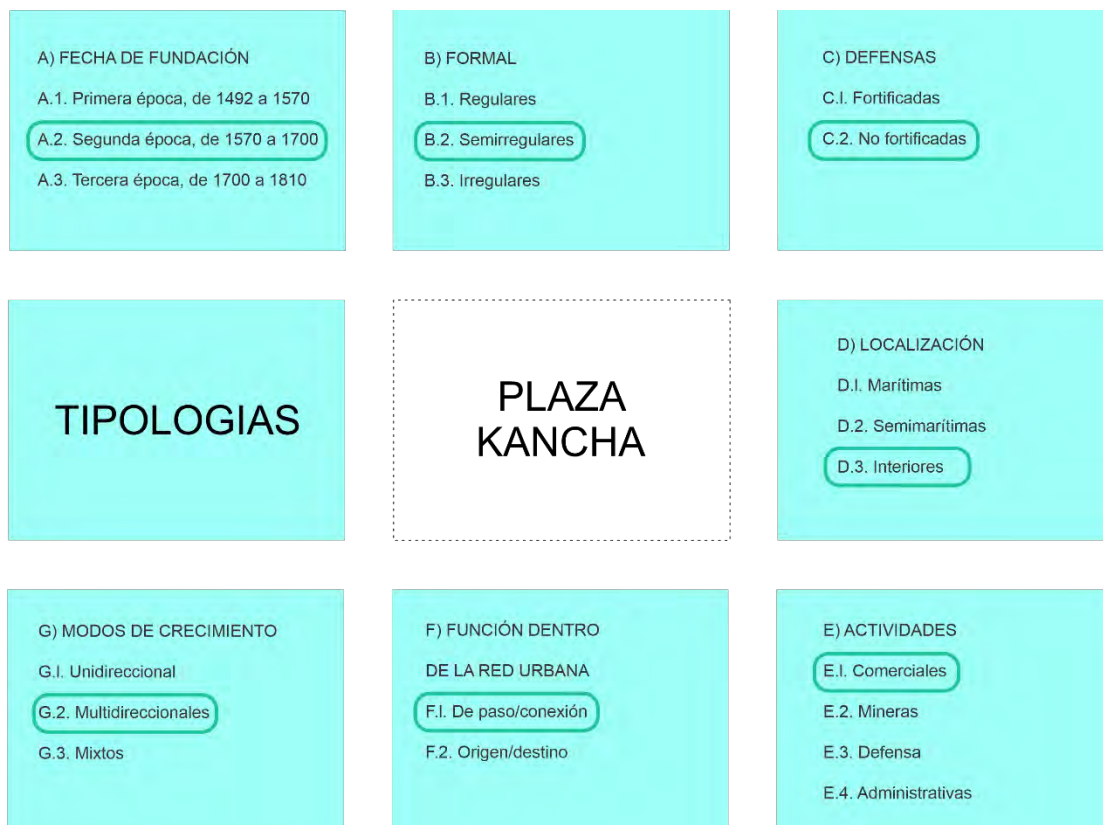 A) FECHA DE FUNDACIÓN
A.1. Primera época, de 1492 a 1570
A.2. Segunda época, de 1570 a 1700
A.3. Tercera época, de 1700 a 1810
B) FORMAL
B.1. Regulares
B.2. Semirregulares
B.3. Irregulares
C) DEFENSAS
C.I. Fortificadas
C.2. No fortificadas
TIPOLOGIAS
PLAZA
KANCHA
D) LOCALIZACIÓN
D.I. Marítimas
D.2. Semimarítimas
D.3. Interiores
G) MODOS DE CRECIMIENTO
G.I. Unidireccional
G.2. Multidireccionales
G.3. Mixtos
F) FUNCIÓN DENTRO
DE LA RED URBANA
F.I. De paso/conexión
F.2. Origen/destino
E) ACTIVIDADES
E.I. Comerciales
E.2. Mineras
E.3. Defensa
E.4. Administrativas